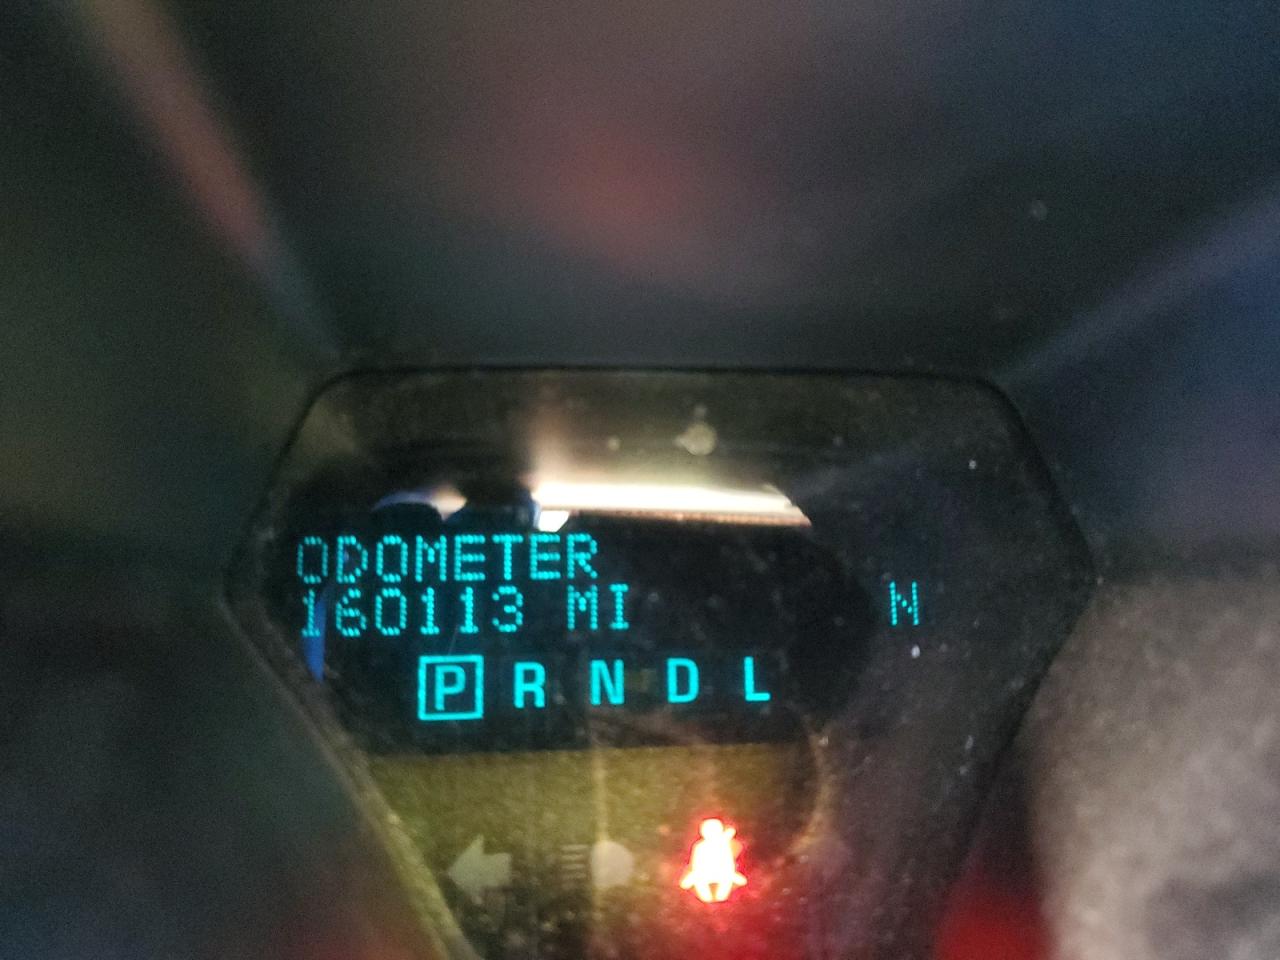 ODOMETER
160113 MI N
P R N D L